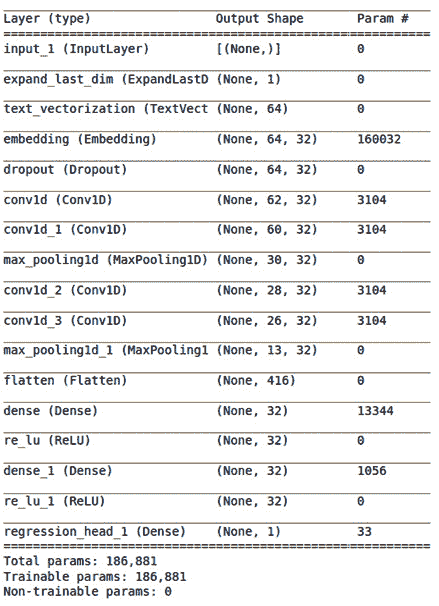 Layer (type) Output Shape Param #
input_1 (InputLayer) [(None,)] 0
expand_last_dim (ExpandLastD (None, 1) 0
text_vectorization (TextVect (None, 64) 0
embedding (Embedding) (None, 64, 32) 160032
dropout (Dropout) (None, 64, 32) 0
conv1d (Conv1D) (None, 62, 32) 3104
conv1d_1 (Conv1D) (None, 60, 32) 3104
max_pooling1d (MaxPooling1D) (None, 30, 32) 0
conv1d_2 (Conv1D) (None, 28, 32) 3104
conv1d_3 (Conv1D) (None, 26, 32) 3104
max_pooling1d_1 (MaxPooling1 (None, 13, 32) 0
flatten (Flatten) (None, 416) 0
dense (Dense) (None, 32) 13344
re_lu (ReLU) (None, 32) 0
dense_1 (Dense) (None, 32) 1056
re_lu_1 (ReLU) (None, 32) 0
regression_head_1 (Dense) (None, 1) 33
Total params: 186,881
Trainable params: 186,881
Non-trainable params: 0